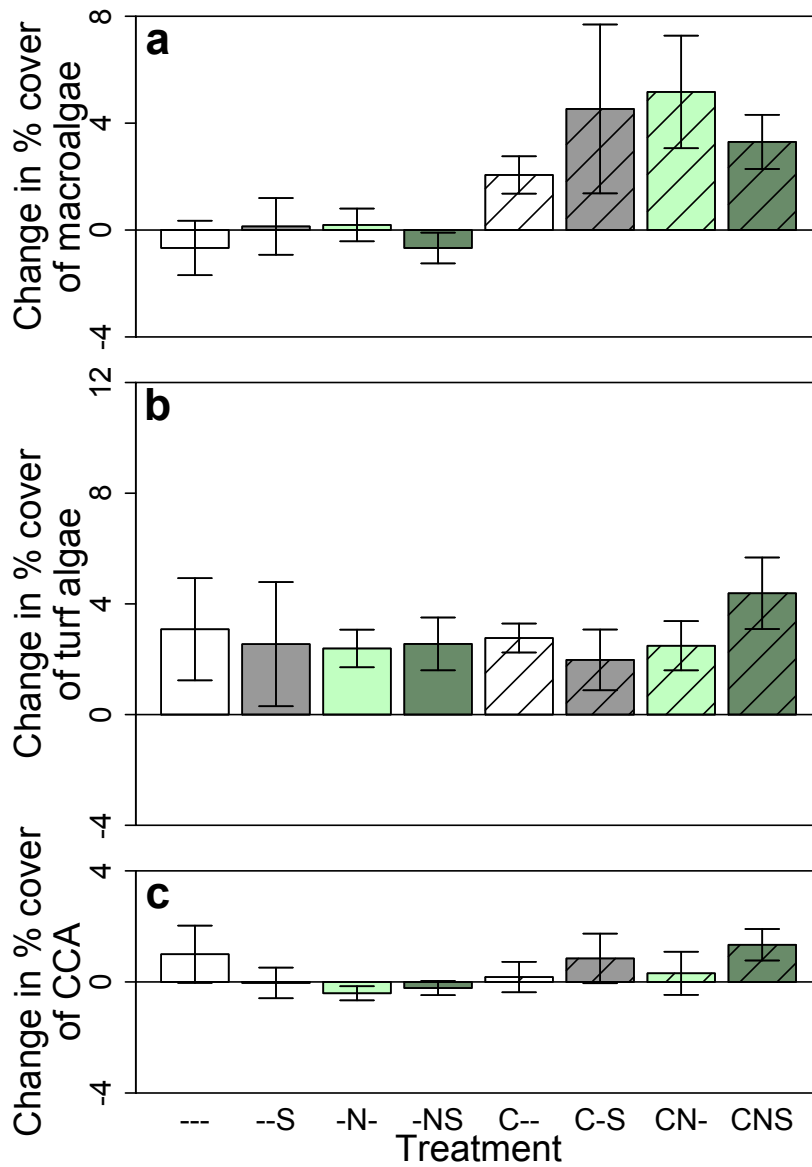 a
Change in % cover
of macroalgae
8
4
0
-4
b
Change in % cover
of turf algae
12
8
4
0
-4
c
Change in % cover
of CCA
4
0
-4
--- --S -N- -NS C-- C-S CN- CNS
Treatment